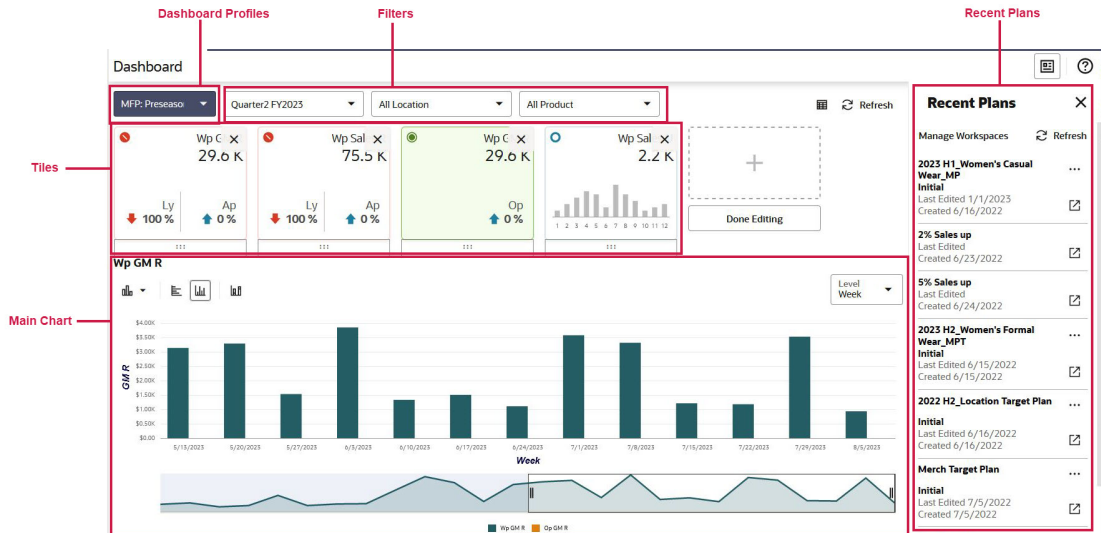 Dashboard Profiles
Filters
Recent Plans
Dashboard
MFP: Preseaso
Quarter2 FY2023
All Location
All Product
Refresh
Recent Plans
Manage Workspaces
Refresh
Tiles
Wp G
29.6 K
Ly
100 %
Ap
0 %
Wp Sal
75.5 K
Ly
100 %
Ap
0 %
Wp G
29.6 K
Op
0 %
Wp Sal
2.2 K
1 2 3 4 5 6 7 8 9 10 11 12
Done Editing
Main Chart
Wp GM R
Level
Week
$4.00K
$3.50K
$3.00K
$2.50K
$2.00K
$1.50K
$1.00K
$0.50K
$0.00
GM R
5/13/2023 5/20/2023 5/27/2023 6/3/2023 6/10/2023 6/17/2023 6/24/2023 7/1/2023 7/8/2023 7/15/2023 7/22/2023 7/29/2023 8/5/2023
Week
Wp GM R Op GM R
2023 H1_Women's Casual
Wear_MP
Initial
Last Edited 1/1/2023
Created 6/16/2022
2% Sales up
Last Edited
Created 6/23/2022
5% Sales up
Last Edited
Created 6/24/2022
2023 H2_Women's Formal
Wear_MPT
Initial
Last Edited 6/15/2022
Created 6/15/2022
2022 H2_Location Target Plan
Initial
Last Edited 6/16/2022
Created 6/16/2022
Merch Target Plan
Initial
Last Edited 7/5/2022
Created 7/5/2022